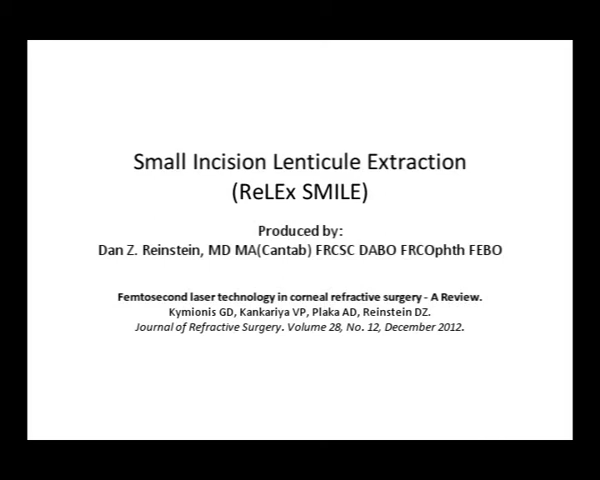 Small Incision Lenticule Extraction
(ReLEx SMILE)
Produced by:
Dan Z. Reinstein, MD MA(Cantab) FRCSC DABO FRCOphth FEBO
Femtosecond laser technology in corneal refractive surgery - A Review.
Kymionis GD, Kankariya VP, Plaka AD, Reinstein DZ.
Journal of Refractive Surgery. Volume 28, No. 12, December 2012.